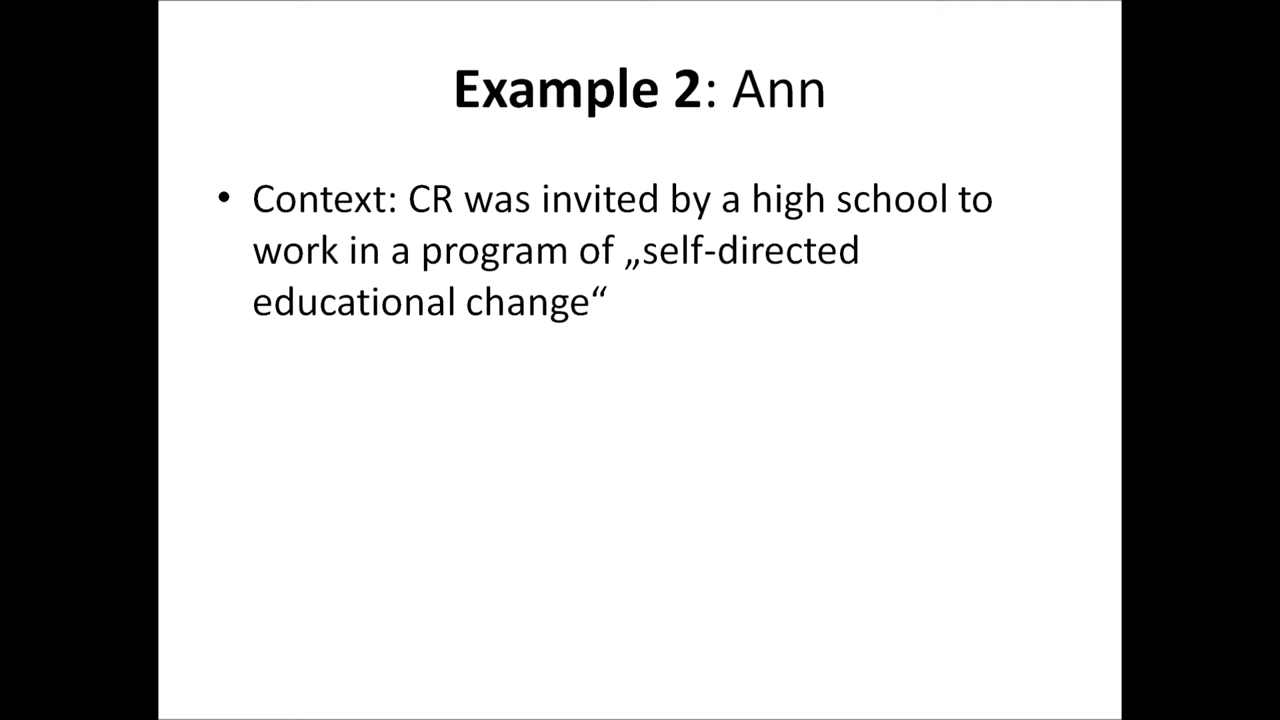 Example 2: Ann
• Context: CR was invited by a high school to
work in a program of „self-directed
educational change“